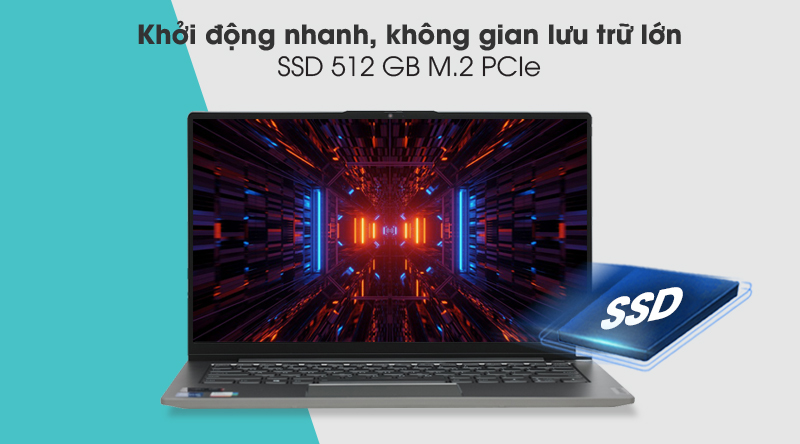 Khởi động nhanh, không gian lưu trữ lớn
SSD 512 GB M.2 PCIe
SSD